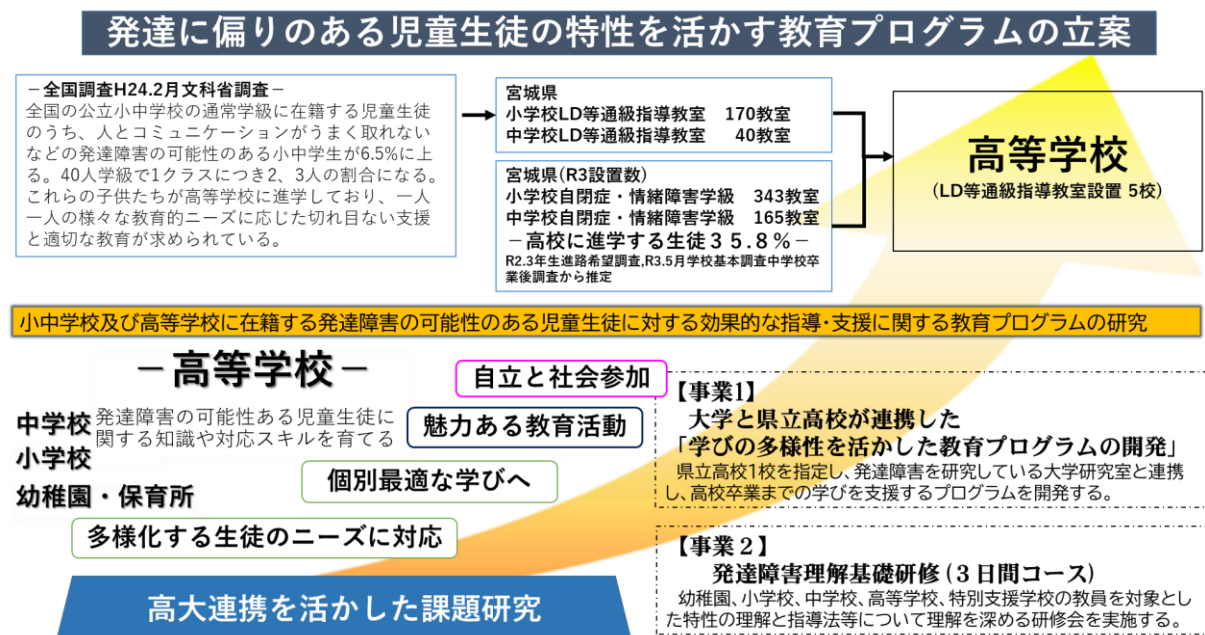 発達に偏りのある児童生徒の特性を活かす教育プログラムの立案
－全国調査H24.2月文科省調査－
全国の公立小中学校の通常学級に在籍する児童生徒
のうち、人とコミュニケーションがうまく取れない
などの発達障害の可能性のある小中学生が6.5%に上
る。40人学級で1クラスにつき2、3人の割合になる。
これらの子供たちが高等学校に進学しており、一人
一人の様々な教育的ニーズに応じた切れ目ない支援
と適切な教育が求められている。
宮城県
小学校LD等通級指導教室　170教室
中学校LD等通級指導教室　40教室
宮城県(R3設置数)
小学校自閉症・情緒障害学級　343教室
中学校自閉症・情緒障害学級　165教室
－高校に進学する生徒３５.８％－
R2.3年生進路希望調査,R3.5月学校基本調査中学校卒
業後調査から推定
高等学校
(LD等通級指導教室設置 5校)
小中学校及び高等学校に在籍する発達障害の可能性のある児童生徒に対する効果的な指導･支援に関する教育プログラムの研究
－高等学校－
中学校
小学校
幼稚園・保育所
発達障害の可能性ある児童生徒に
関する知識や対応スキルを育てる
自立と社会参加
魅力ある教育活動
個別最適な学びへ
多様化する生徒のニーズに対応
高大連携を活かした課題研究
【事業1】
大学と県立高校が連携した
「学びの多様性を活かした教育プログラムの開発」
県立高校1校を指定し、発達障害を研究している大学研究室と連携
し、高校卒業までの学びを支援するプログラムを開発する。
【事業２】
発達障害理解基礎研修(３日間コース)
幼稚園、小学校、中学校、高等学校、特別支援学校の教員を対象とし
た特性の理解と指導法等について理解を深める研修会を実施する。